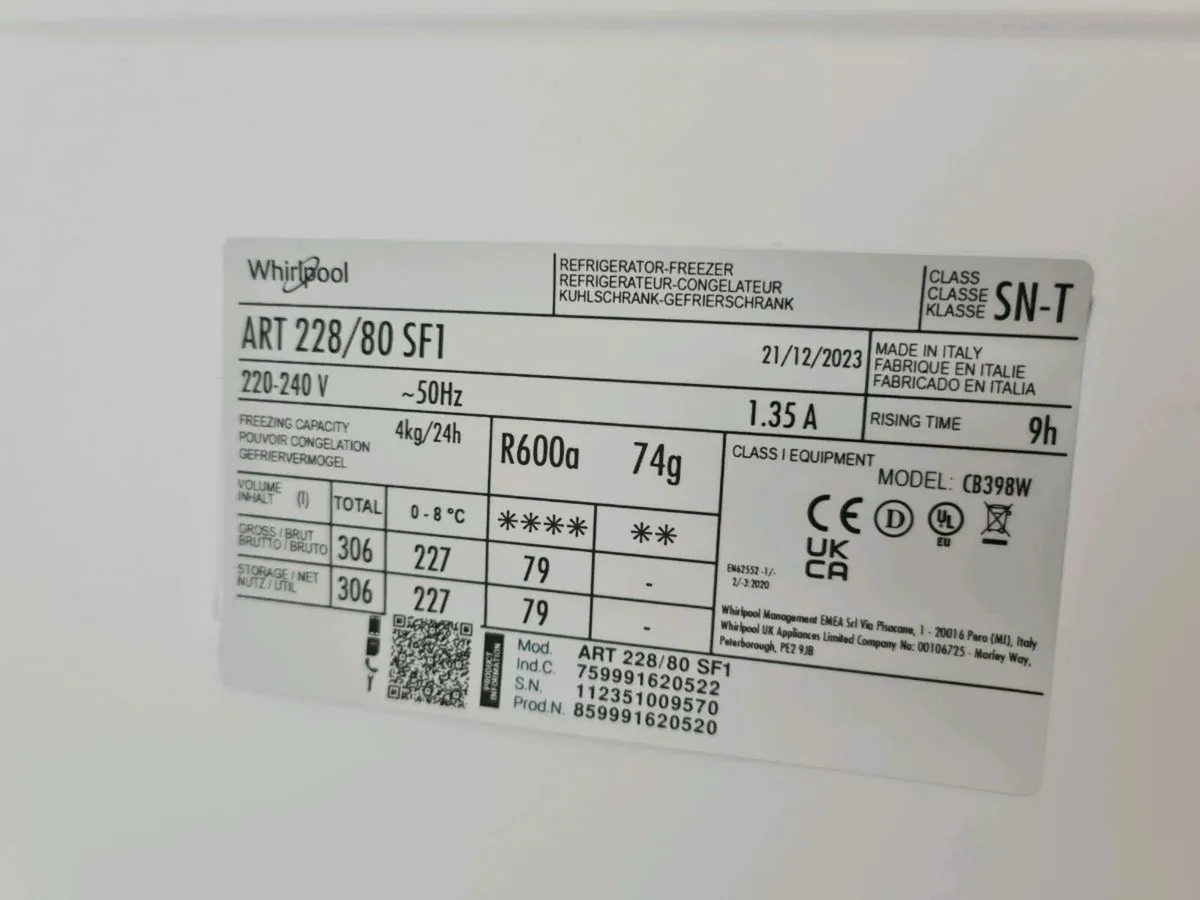 Whirlpool
REFRIGERATOR-FREEZER
REFRIGERATEUR-CONGELATEUR
KUHLSCHRANK-GEFRIERSCHRANK
CLASS
CLASSE
KLASSE
SN-T
ART 228/80 SF1
21/12/2023
MADE IN ITALY
FABRIQUE EN ITALIE
FABRICADO EN ITALIA
220-240 V ~50Hz 1.35 A
RISING TIME 9h
FREEZING CAPACITY
POUVOIR CONGELATION
GEFRIERVERMOGEL
4kg/24h
R600a 74g
CLASS I EQUIPMENT
MODEL: CB398W
VOLUME
INHALT (l) TOTAL 0-8 °C **** **
GROSS / BRUT
BRUTTO / BRUTO 306 227 79 -
STORAGE / NET
NUTZ / UTIL 306 227 79 -
CE D UL
EU
UK
CA
EN62552 -1/-
2/-3:2020
Whirlpool Management EMEA Srl Via Pisacane, 1 - 20016 Pero (MI), Italy
Whirlpool UK Appliances Limited Company No: 00106725 - Morley Way,
Peterborough, PE2 9JB
PRODUCT
INFORMATION
Mod. ART 228/80 SF1
Ind.C. 759991620522
S.N. 112351009570
Prod.N. 859991620520